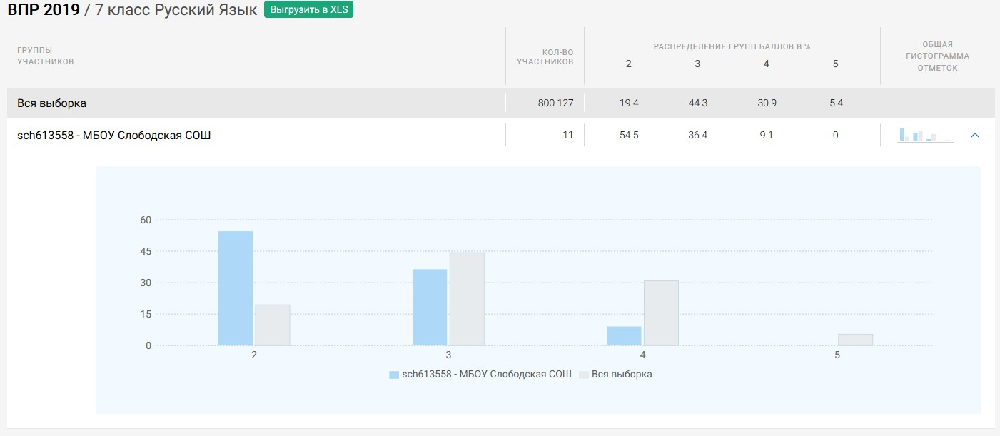 ВПР 2019 / 7 класс Русский Язык Выгрузить в XLS
ГРУППЫ УЧАСТНИКОВ
КОЛ-ВО УЧАСТНИКОВ
РАСПРЕДЕЛЕНИЕ ГРУПП БАЛЛОВ В %
2 3 4 5
ОБЩАЯ
ГИСТОГРАММА
ОТМЕТОК
Вся выборка 800 127 19.4 44.3 30.9 5.4
sch613558 - МБОУ Слободская СОШ 11 54.5 36.4 9.1 0
60
45
30
15
0
2 3 4 5
sch613558 - МБОУ Слободская СОШ Вся выборка